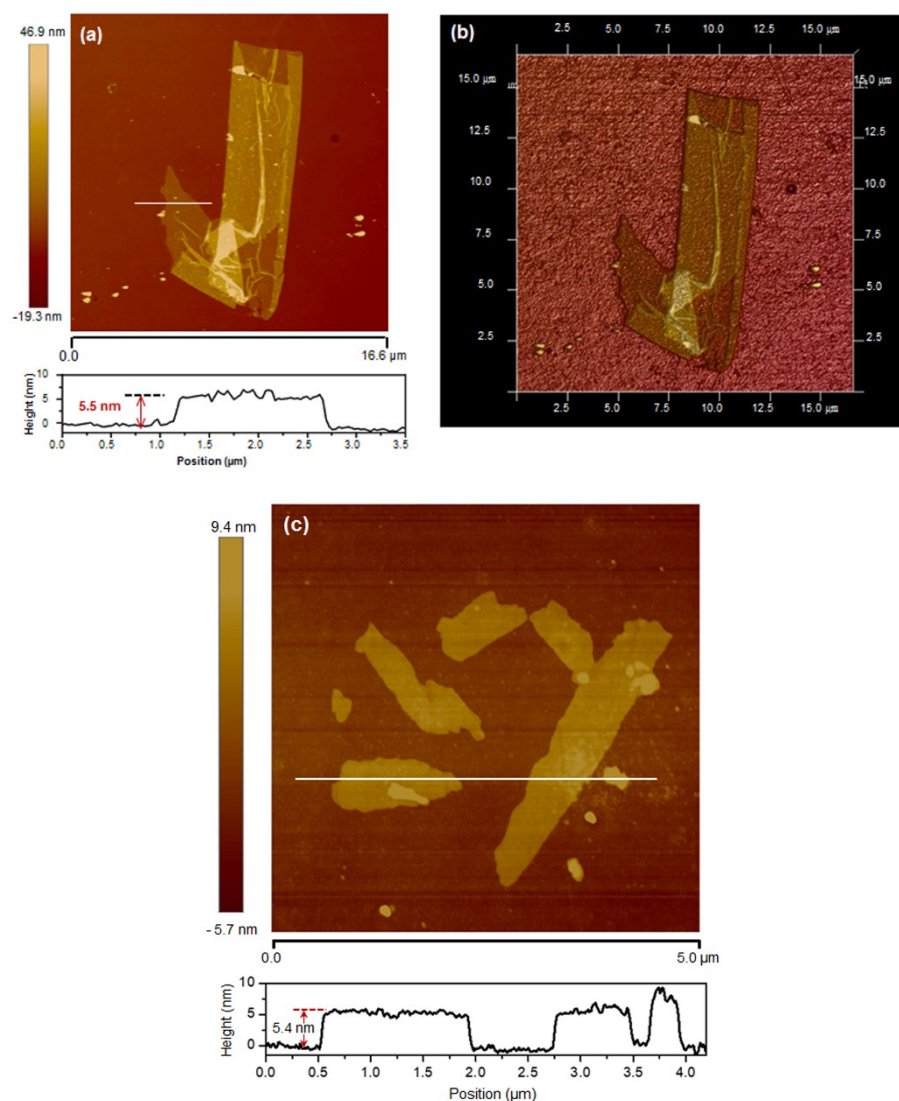 46.9 nm
(a)
-19.3 nm
0.0
16.6 μm
Height (nm)
10
5
0
5.5 nm
0.0 0.5 1.0 1.5 2.0 2.5 3.0 3.5
Position (μm)
(b)
2.5 5.0 7.5 10.0 15.0 μm
15.0 μm
12.5
10.0
7.5
5.0
2.5
15.0 μm
12.5
10.0
7.5
5.0
2.5
2.5 5.0 7.5 10.0 12.5 15.0 μm
9.4 nm
(c)
- 5.7 nm
0.0
5.0 μm
Height (nm)
10
5
0
5.4 nm
0.0 0.5 1.0 1.5 2.0 2.5 3.0 3.5 4.0
Position (μm)